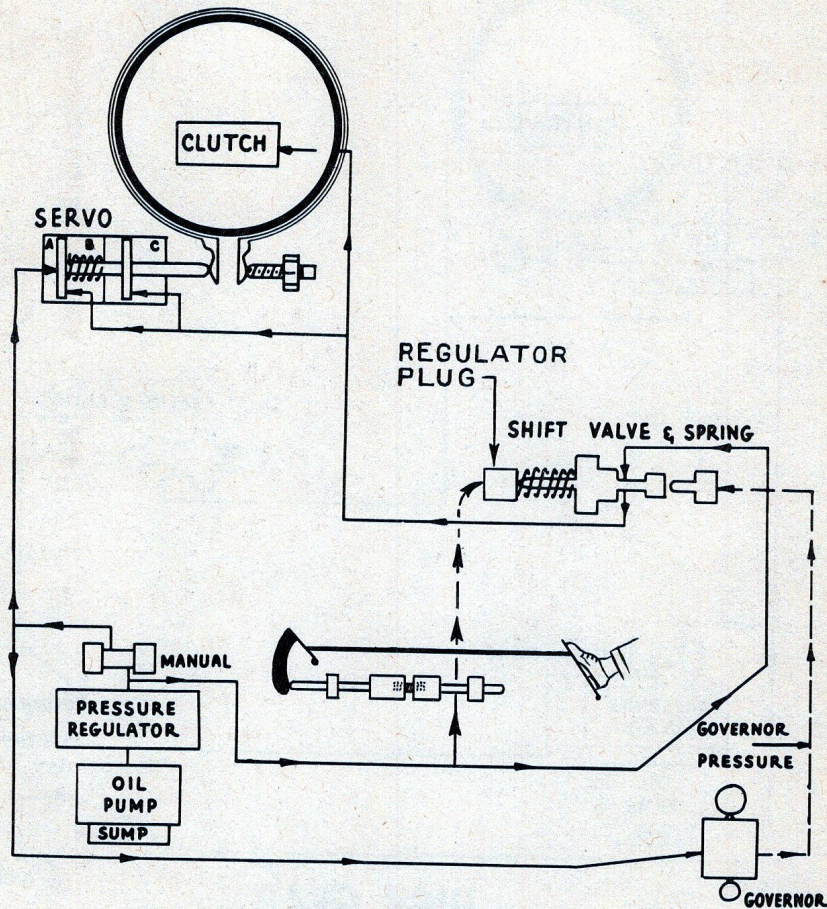 CLUTCH
SERVO
A B C
REGULATOR
PLUG
SHIFT VALVE & SPRING
MANUAL
PRESSURE
REGULATOR
OIL
PUMP
SUMP
GOVERNOR
PRESSURE
GOVERNOR